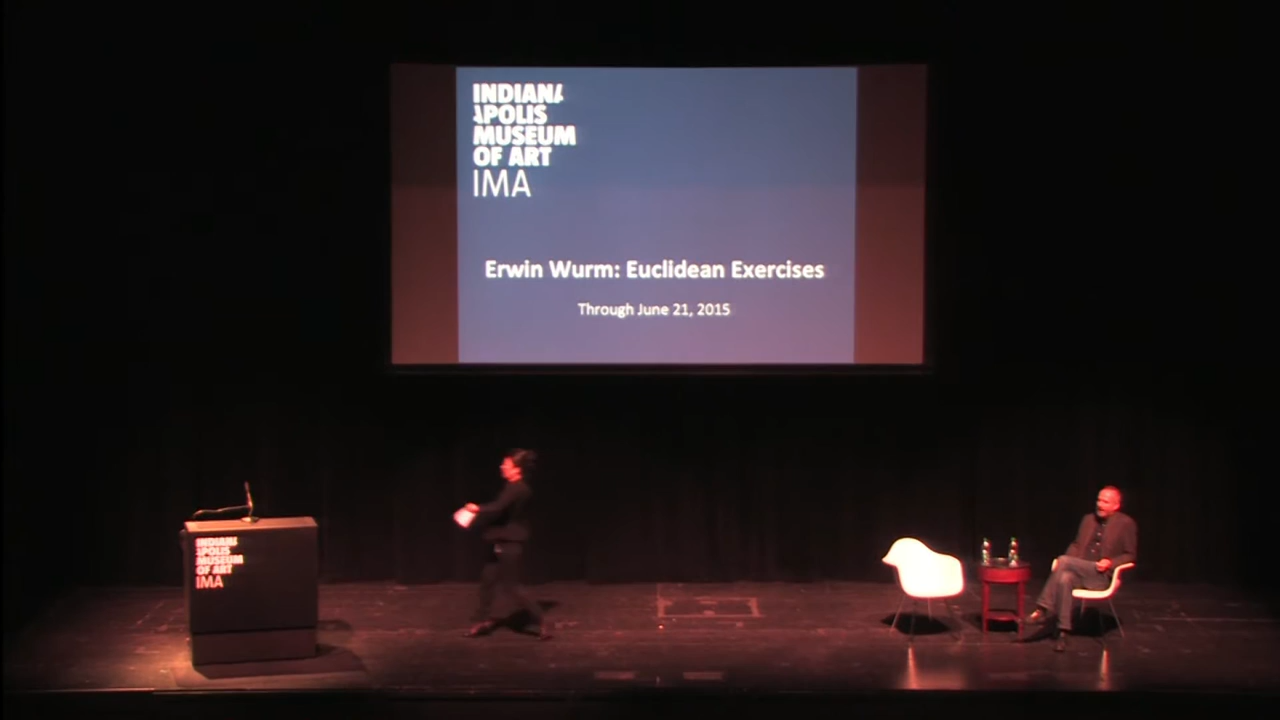 INDIANA
APOLIS
MUSEUM
OF ART
IMA
Erwin Wurm: Euclidean Exercises
Through June 21, 2015
INDIANA
APOLIS
MUSEUM
OF ART
IMA